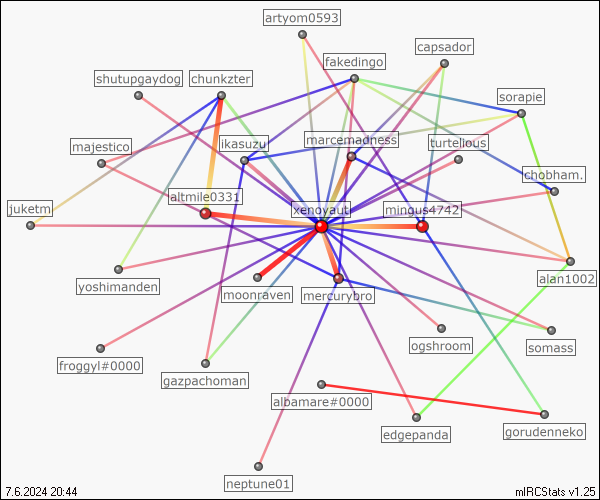 artyom0593
capsador
fakedingo
shutupgaydog
chunkzter
sorapie
majestico
ikasuzu
marcemadness
turtelious
chobham.
altmile0331
juketm
xenoyaut
mingus4742
yoshimanden
moonraven
mercurybro
alan1002
froggyl#0000
gazpachoman
ogshroom
somass
albamare#0000
edgepanda
gorudenneko
neptune01
7.6.2024 20:44
mIRCStats v1.25